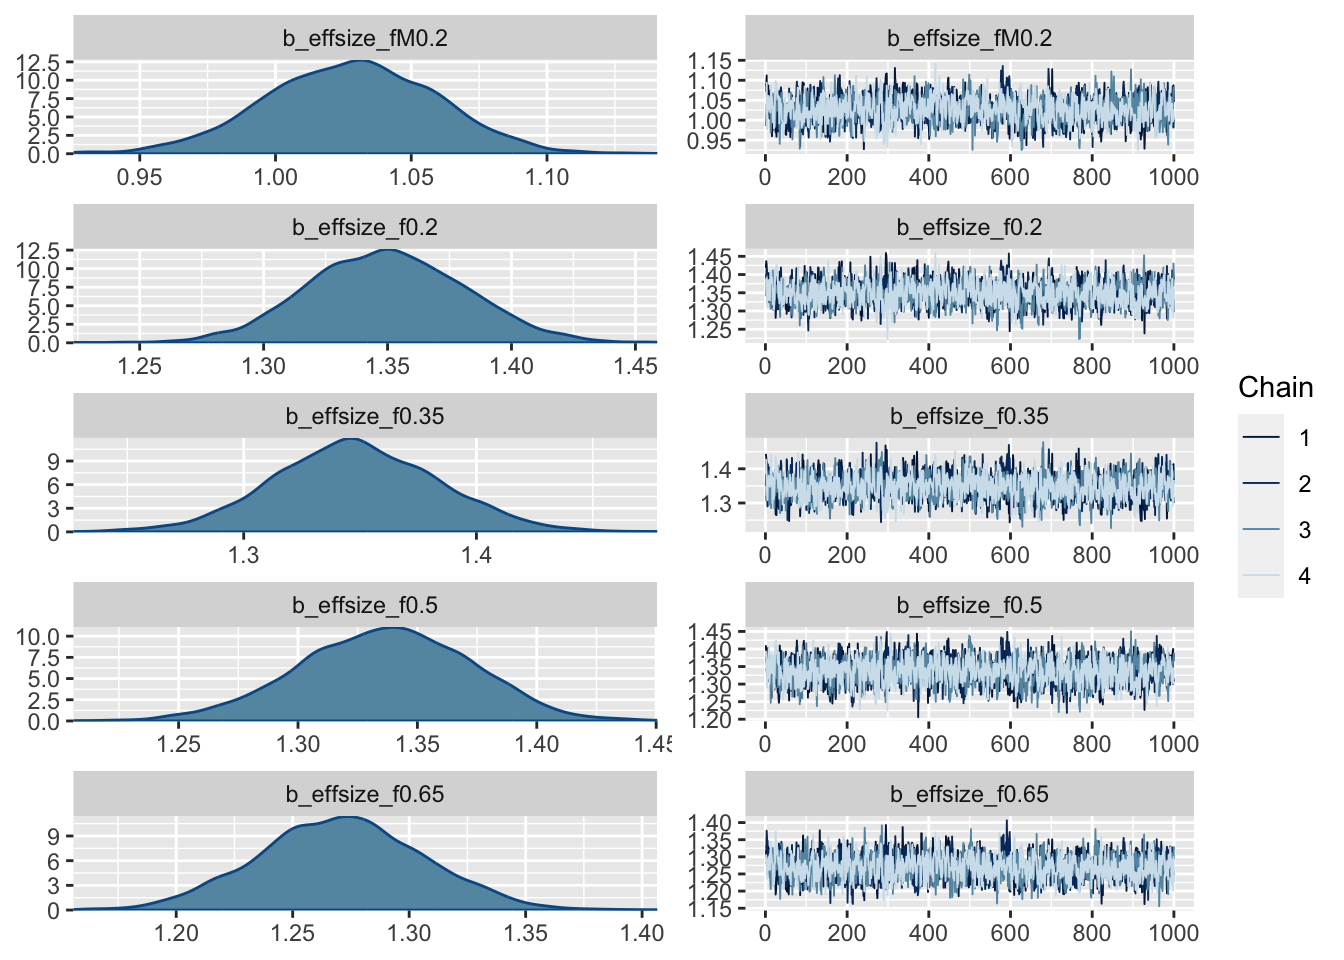 b_effsize_fM0.2
12.5
10.0
7.5
5.0
2.5
0.0
0.95 1.00 1.05 1.10
b_effsize_fM0.2
1.15
1.10
1.05
1.00
0.95
0 200 400 600 800 1000
b_effsize_f0.2
12.5
10.0
7.5
5.0
2.5
0.0
1.25 1.30 1.35 1.40 1.45
b_effsize_f0.2
1.45
1.40
1.35
1.30
1.25
0 200 400 600 800 1000
b_effsize_f0.35
9
6
3
0
1.3 1.4
b_effsize_f0.35
1.4
1.3
0 200 400 600 800 1000
b_effsize_f0.5
10.0
7.5
5.0
2.5
0.0
1.25 1.30 1.35 1.40 1.45
b_effsize_f0.5
1.45
1.40
1.35
1.30
1.25
1.20
0 200 400 600 800 1000
b_effsize_f0.65
9
6
3
0
1.20 1.25 1.30 1.35 1.40
b_effsize_f0.65
1.40
1.35
1.30
1.25
1.20
1.15
0 200 400 600 800 1000
Chain
1
2
3
4